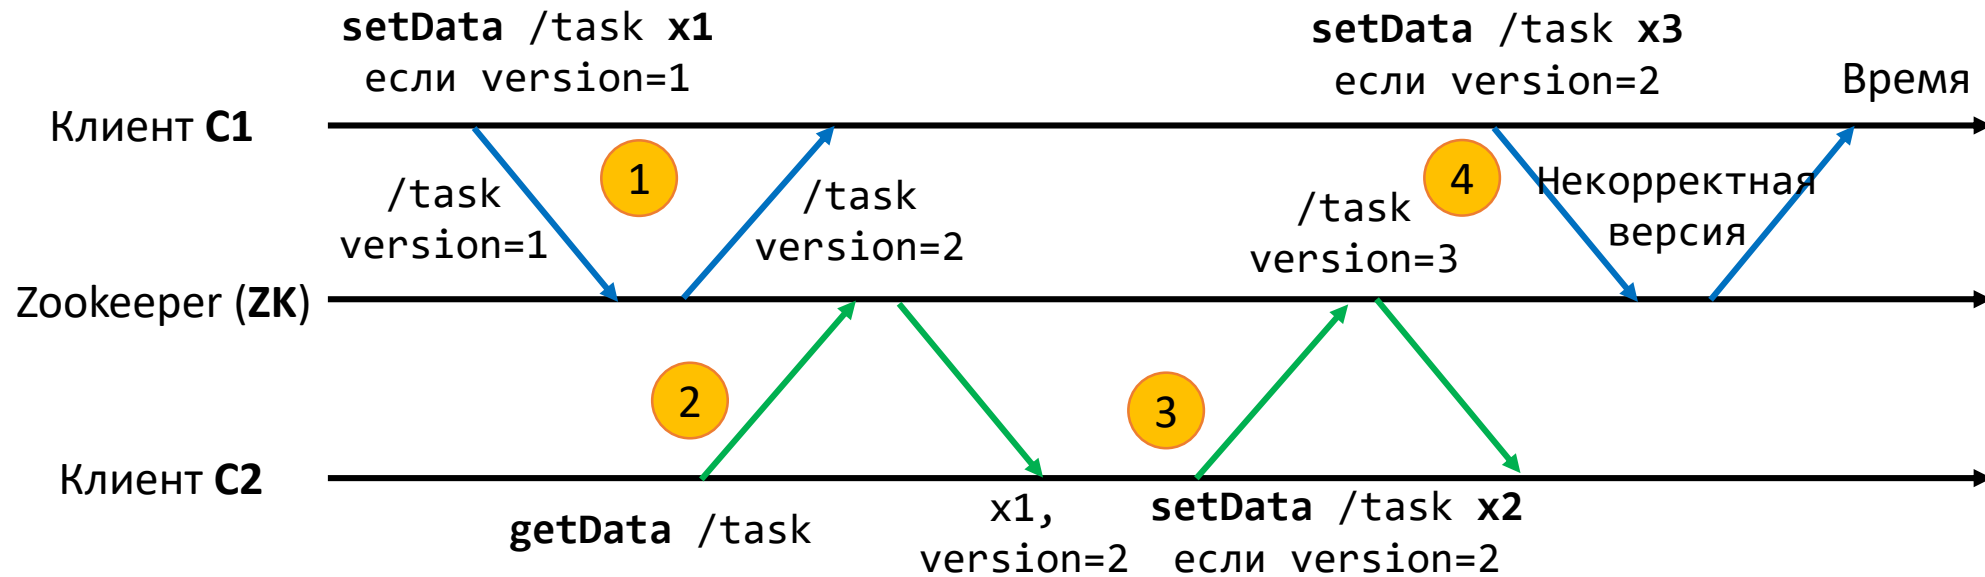 setData /task x1
если version=1
setData /task x3
если version=2
Время
Клиент C1
1
/task
version=1
/task
version=2
/task
version=3
4
Некорректная
версия
Zookeeper (ZK)
2
3
Клиент C2
getData /task
x1,
version=2
setData /task x2
если version=2